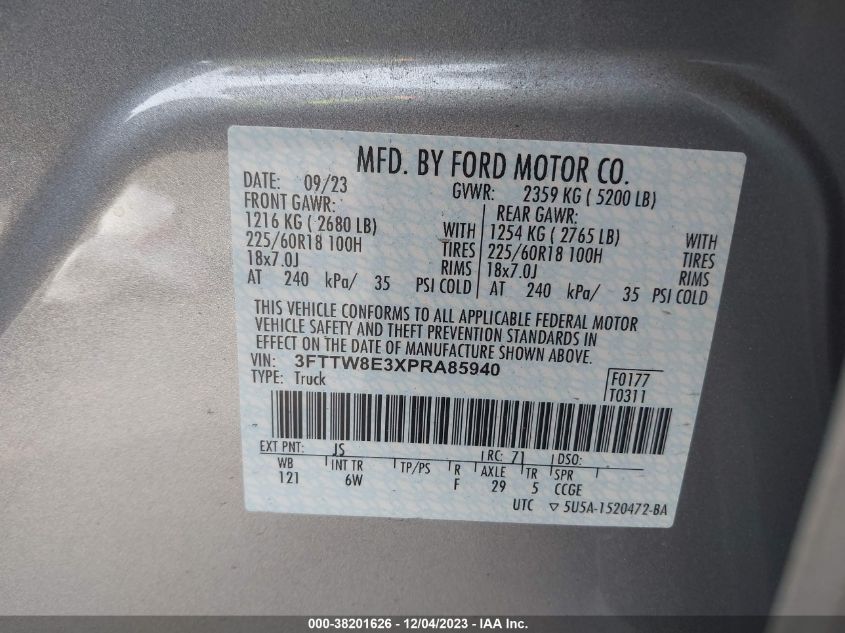 MFD. BY FORD MOTOR CO.
DATE: 09/23 GVWR: 2359 KG ( 5200 LB)
FRONT GAWR: REAR GAWR:
1216 KG ( 2680 LB) WITH 1254 KG ( 2765 LB) WITH
225/60R18 100H TIRES 225/60R18 100H TIRES
18x7.0J RIMS 18x7.0J RIMS
AT 240 kPa/ 35 PSI COLD AT 240 kPa/ 35 PSI COLD
THIS VEHICLE CONFORMS TO ALL APPLICABLE FEDERAL MOTOR
VEHICLE SAFETY AND THEFT PREVENTION STANDARDS IN
EFFECT ON THE DATE OF MANUFACTURE SHOWN ABOVE.
VIN: 3FTTW8E3XPRA85940
TYPE: Truck F0177
T0311
EXT PNT: JS RC: 71 DSO:
WB INT TR TP/PS R AXLE TR SPR
121 6W F 29 5 CCGE
UTC ▽ 5U5A-1520472-BA
000-38201626 - 12/04/2023 - IAA Inc.